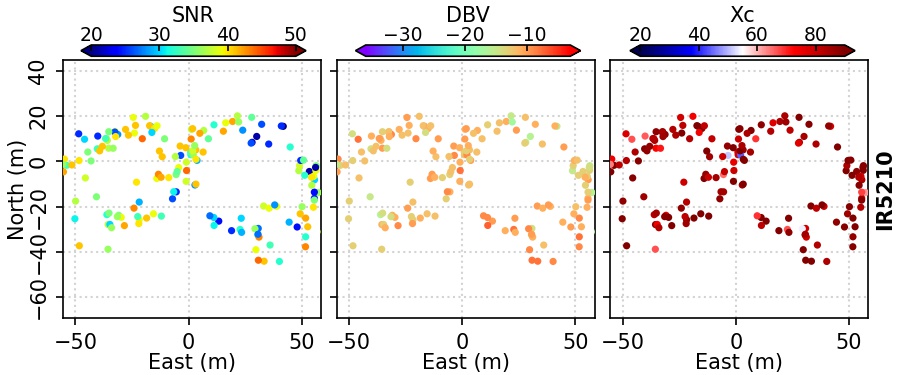 SNR DBV Xc
20 30 40 50 −30 −20 −10 20 40 60 80
40
20
0
−20
−40
−60
North (m)
IR5210
−50 0 50 −50 0 50 −50 0 50
East (m) East (m) East (m)